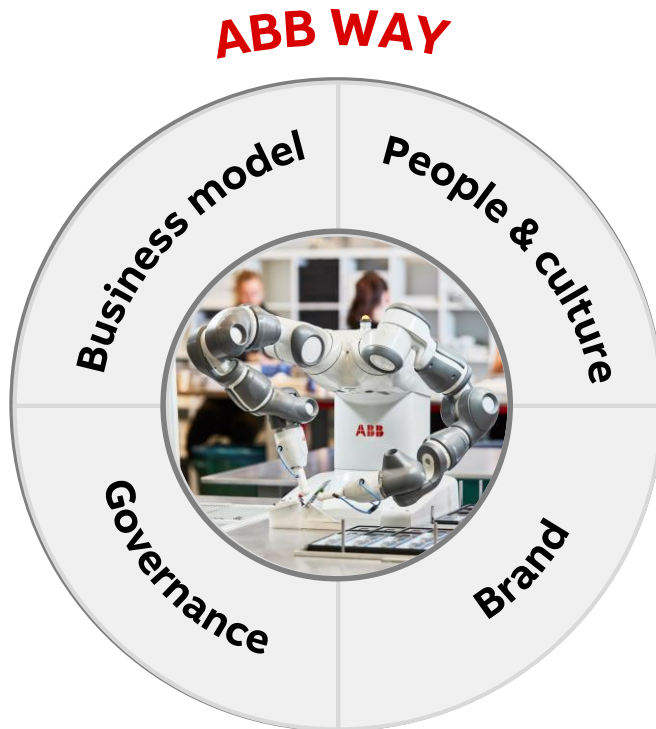 ABB WAY
Business model
People & culture
ABB
Governance
Brand